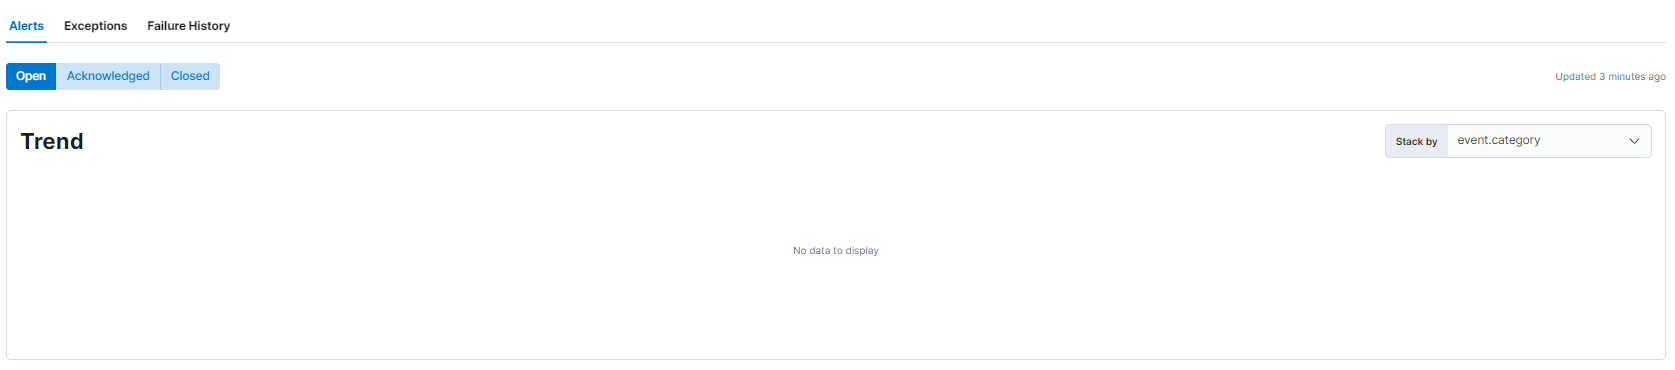 Alerts Exceptions Failure History
Open Acknowledged Closed
Updated 3 minutes ago
Trend
Stack by event.category
No data to display